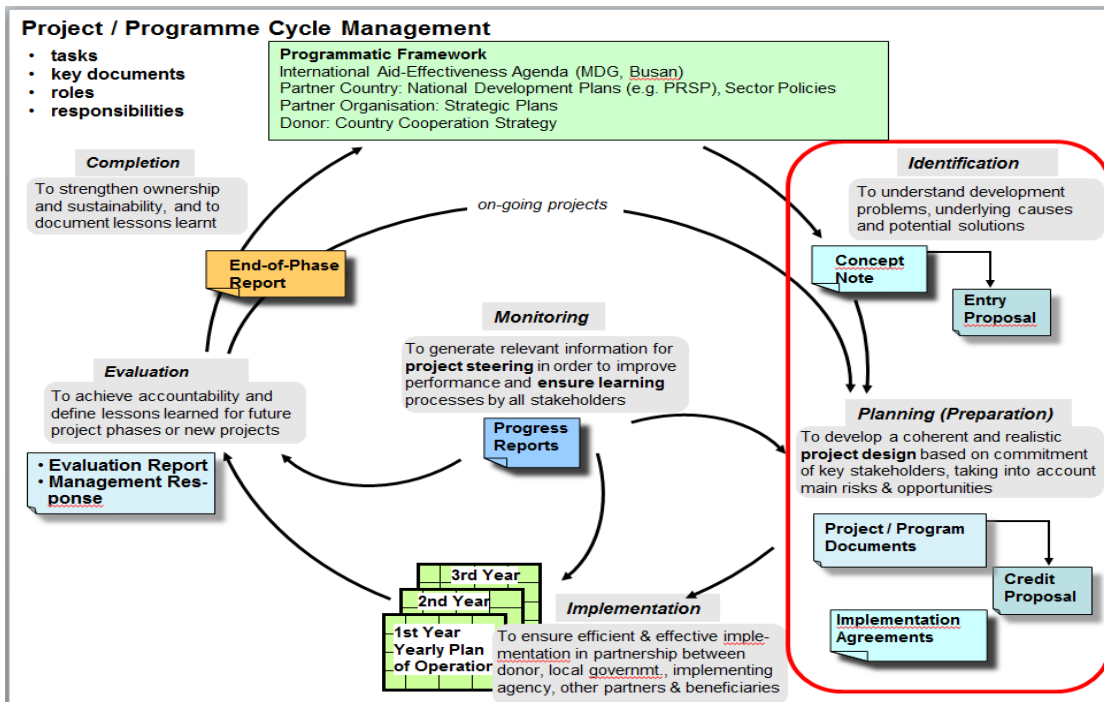 Project / Programme Cycle Management
• tasks
• key documents
• roles
• responsibilities
Programmatic Framework
International Aid-Effectiveness Agenda (MDG, Busan)
Partner Country: National Development Plans (e.g. PRSP), Sector Policies
Partner Organisation: Strategic Plans
Donor: Country Cooperation Strategy
Completion
To strengthen ownership
and sustainability, and to
document lessons learnt
on-going projects
Identification
To understand development
problems, underlying causes
and potential solutions
End-of-Phase
Report
Concept
Note
Entry
Proposal
Monitoring
To generate relevant information for
project steering in order to improve
performance and ensure learning
processes by all stakeholders
Progress
Reports
Evaluation
To achieve accountability and
define lessons learned for future
project phases or new projects
• Evaluation Report
• Management Res-
ponse
Planning (Preparation)
To develop a coherent and realistic
project design based on commitment
of key stakeholders, taking into account
main risks & opportunities
Project / Program
Documents
Credit
Proposal
Implementation
Agreements
3rd Year
2nd Year
1st Year
Yearly Plan
of Operation
Implementation
To ensure efficient & effective imple-
mentation in partnership between
donor, local governmt., implementing
agency, other partners & beneficiaries